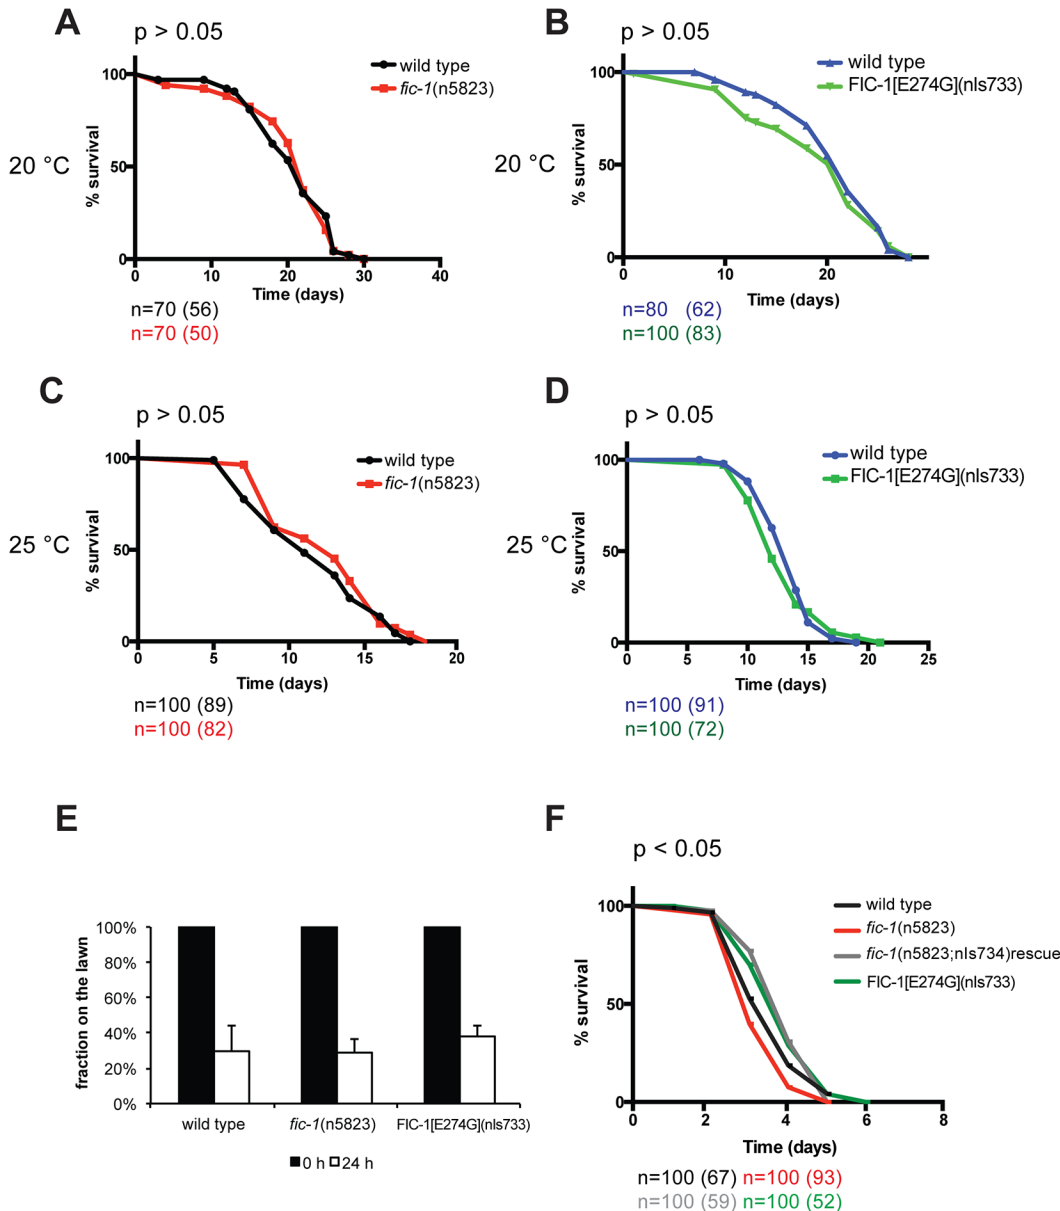 A
p > 0.05
20 °C
% survival
100
50
0
wild type
fic-1(n5823)
0 10 20 30 40
Time (days)
n=70 (56)
n=70 (50)
B
p > 0.05
20 °C
% survival
100
50
0
wild type
FIC-1[E274G](nIs733)
0 10 20
Time (days)
n=80 (62)
n=100 (83)
C
p > 0.05
25 °C
% survival
100
50
0
wild type
fic-1(n5823)
0 5 10 15 20
Time (days)
n=100 (89)
n=100 (82)
D
p > 0.05
25 °C
% survival
100
50
0
wild type
FIC-1[E274G](nIs733)
0 5 10 15 20 25
Time (days)
n=100 (91)
n=100 (72)
E
fraction on the lawn
100%
80%
60%
40%
20%
0%
wild type fic-1(n5823) FIC-1[E274G](nIs733)
0 h 24 h
F
p < 0.05
% survival
100
50
0
wild type
fic-1(n5823)
fic-1(n5823;nIs734)rescue
FIC-1[E274G](nIs733)
0 2 4 6 8
Time (days)
n=100 (67) n=100 (93)
n=100 (59) n=100 (52)